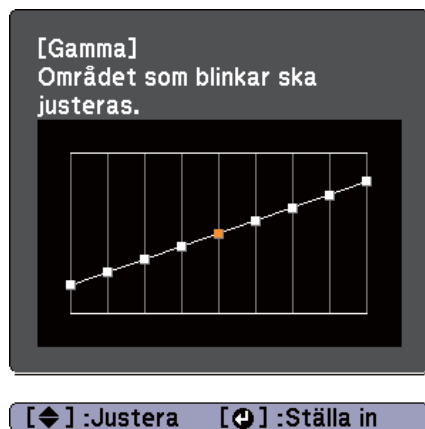 [Gamma]
Området som blinkar ska
justeras.
[◆] :Justera [⏎] :Ställa in